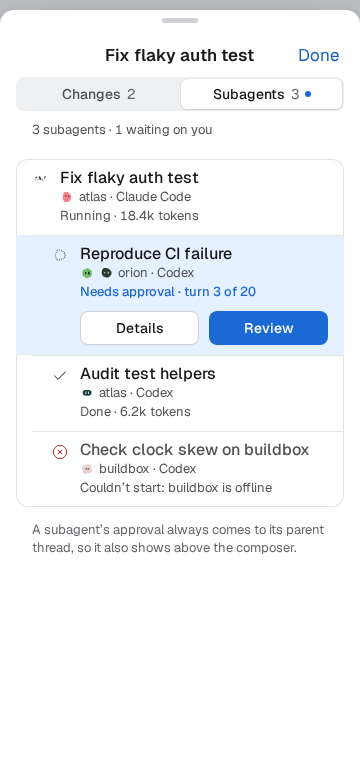 Fix flaky auth test
Done
Changes 2
Subagents 3
3 subagents · 1 waiting on you
Fix flaky auth test
atlas · Claude Code
Running · 18.4k tokens
Reproduce CI failure
orion · Codex
Needs approval · turn 3 of 20
Details
Review
Audit test helpers
atlas · Codex
Done · 6.2k tokens
Check clock skew on buildbox
buildbox · Codex
Couldn’t start: buildbox is offline
A subagent’s approval always comes to its parent
thread, so it also shows above the composer.